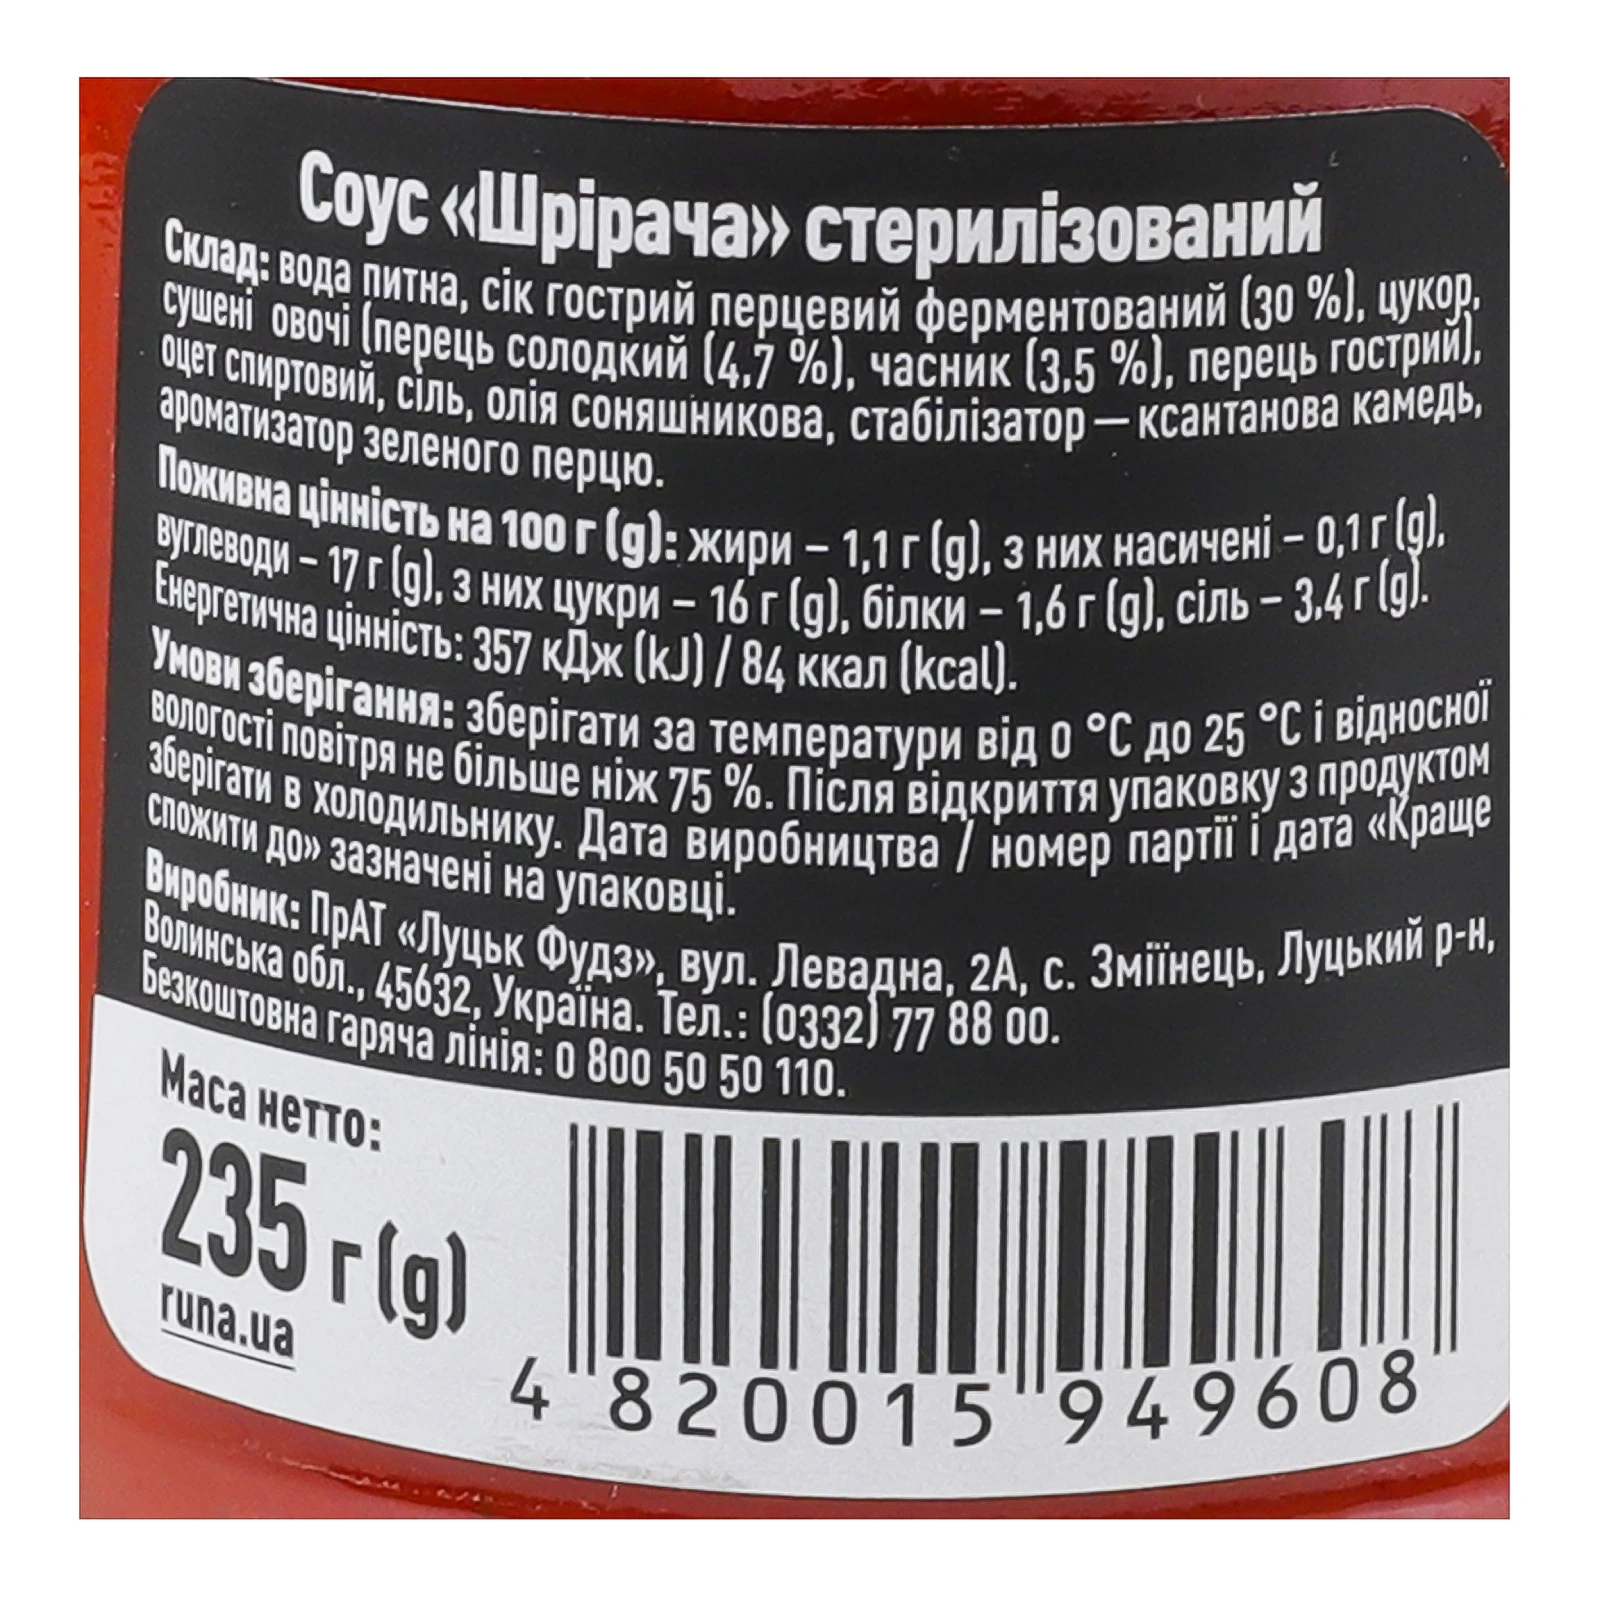 Соус «Шрірача» стерилізований
Склад: вода питна, сік гострий перцевий ферментований (30 %), цукор,
сушені овочі (перець солодкий (4,7 %), часник (3,5 %), перець гострий),
оцет спиртовий, сіль, олія соняшникова, стабілізатор – ксантанова камедь,
ароматизатор зеленого перцю.
Поживна цінність на 100 г (g): жири – 1,1 г (g), з них насичені – 0,1 г (g),
вуглеводи – 17 г (g), з них цукри – 16 г (g), білки – 1,6 г (g), сіль – 3,4 г (g).
Енергетична цінність: 357 кДж (kJ) / 84 ккал (kcal).
Умови зберігання: зберігати за температури від 0 °С до 25 °С і відносної
вологості повітря не більше ніж 75 %. Після відкриття упаковку з продуктом
зберігати в холодильнику. Дата виробництва / номер партії і дата «Краще
спожити до» зазначені на упаковці.
Виробник: ПрАТ «Луцьк Фудз», вул. Левадна, 2А, с. Зміїнець, Луцький р-н,
Волинська обл., 45632, Україна. Тел.: (0332) 77 88 00.
Безкоштовна гаряча лінія: 0 800 50 50 110.
Маса нетто:
235 г (g)
runa.ua
4 820015 949608